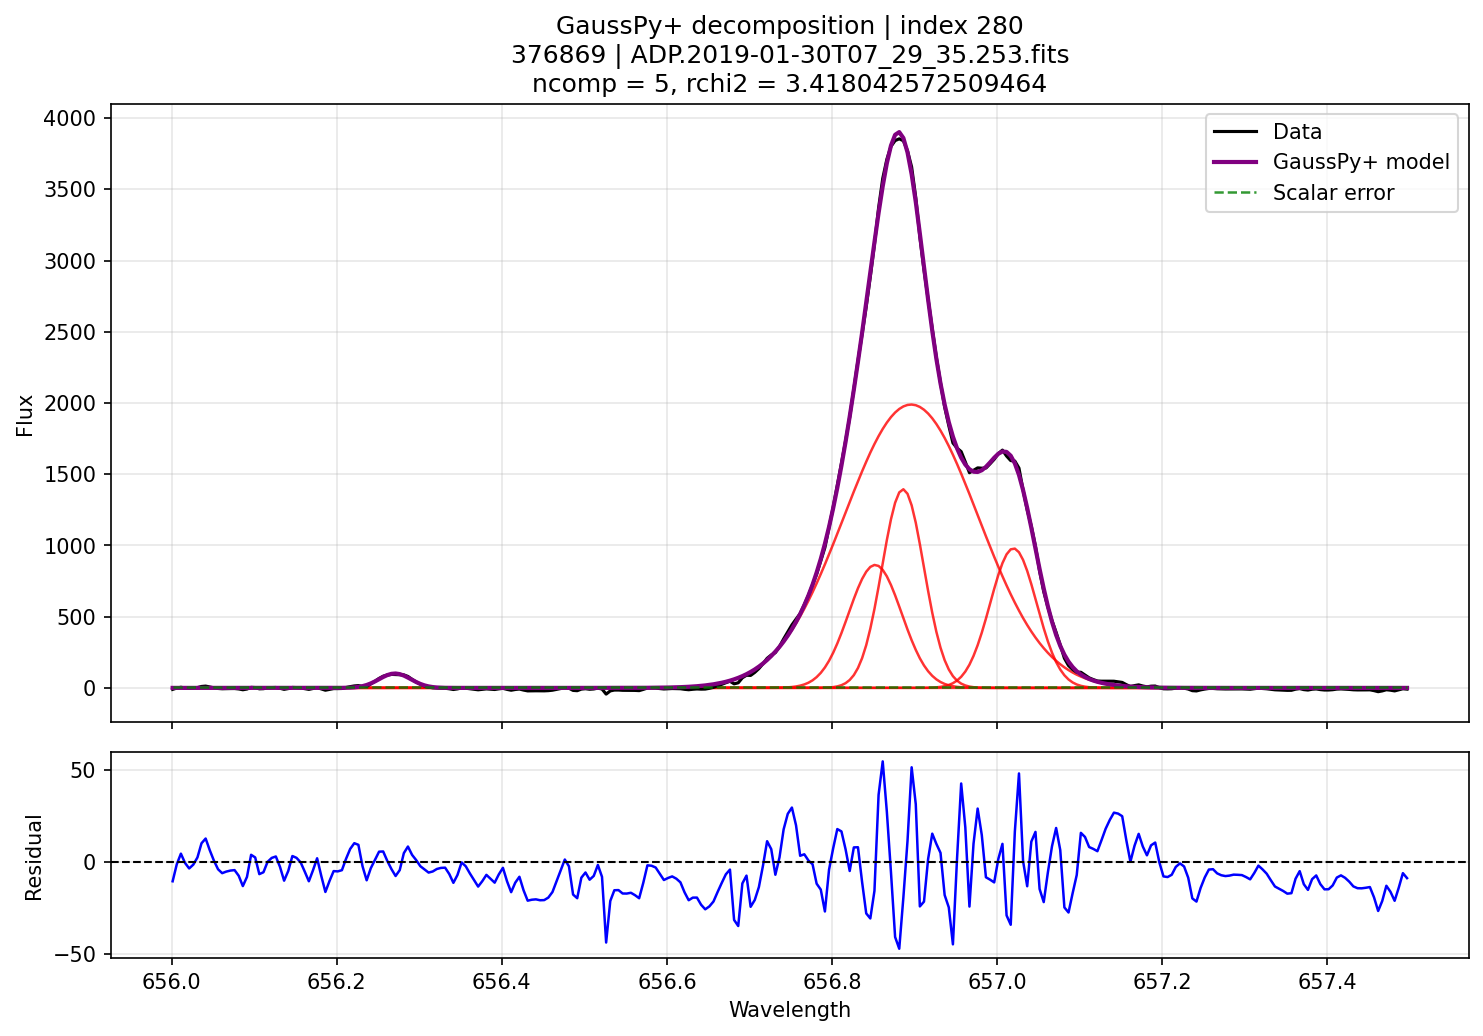 GaussPy+ decomposition | index 280
376869 | ADP.2019-01-30T07_29_35.253.fits
ncomp = 5, rchi2 = 3.418042572509464
4000
3500
3000
2500
2000
1500
1000
500
0
Flux
Data
GaussPy+ model
Scalar error
50
0
−50
Residual
656.0
656.2
656.4
656.6
656.8
657.0
657.2
657.4
Wavelength